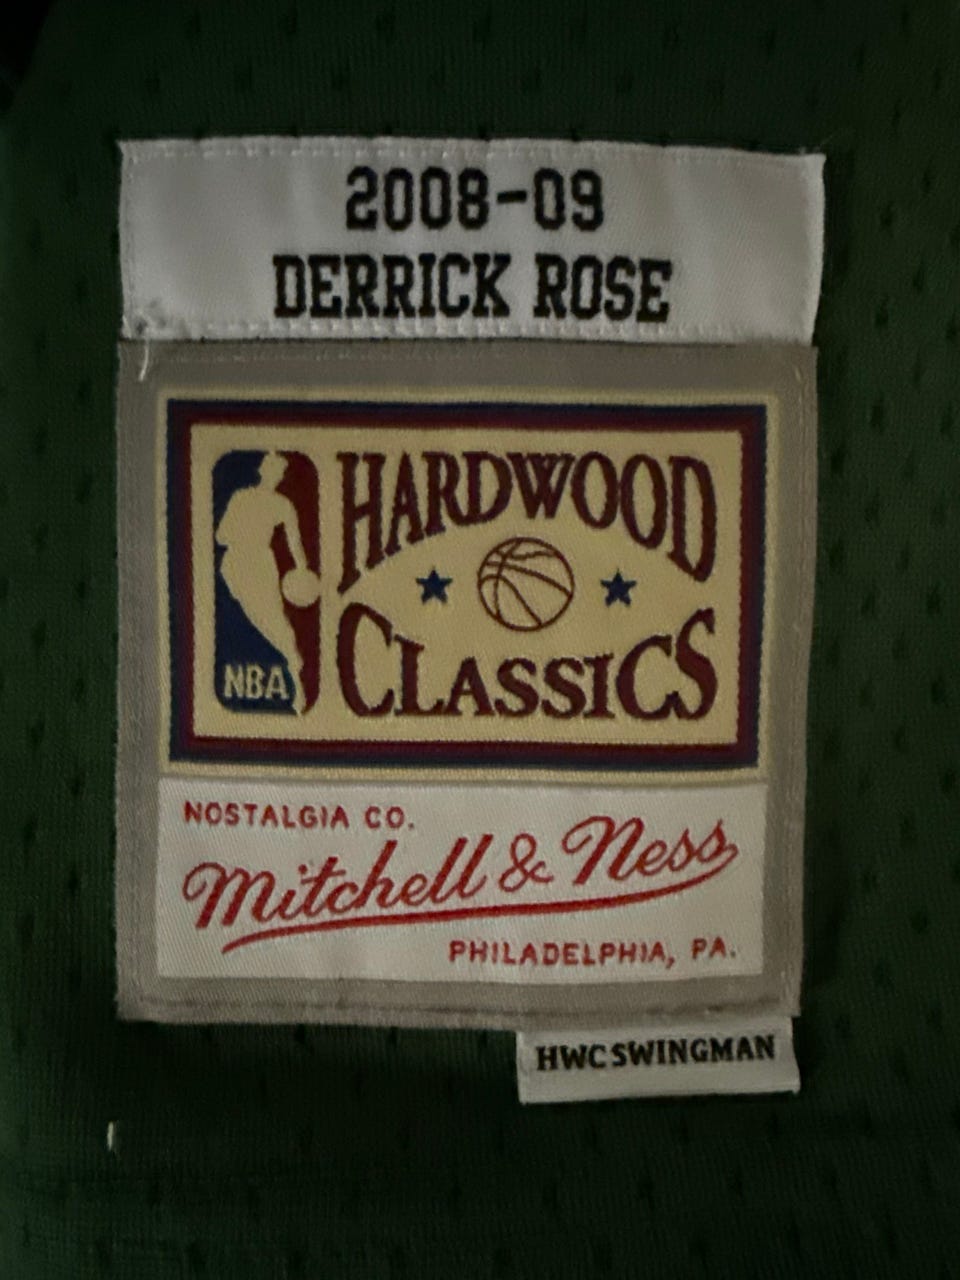 2008-09
DERRICK ROSE
HARDWOOD
CLASSICS
NBA
NOSTALGIA CO.
Mitchell & Ness
PHILADELPHIA, PA.
HWC SWINGMAN